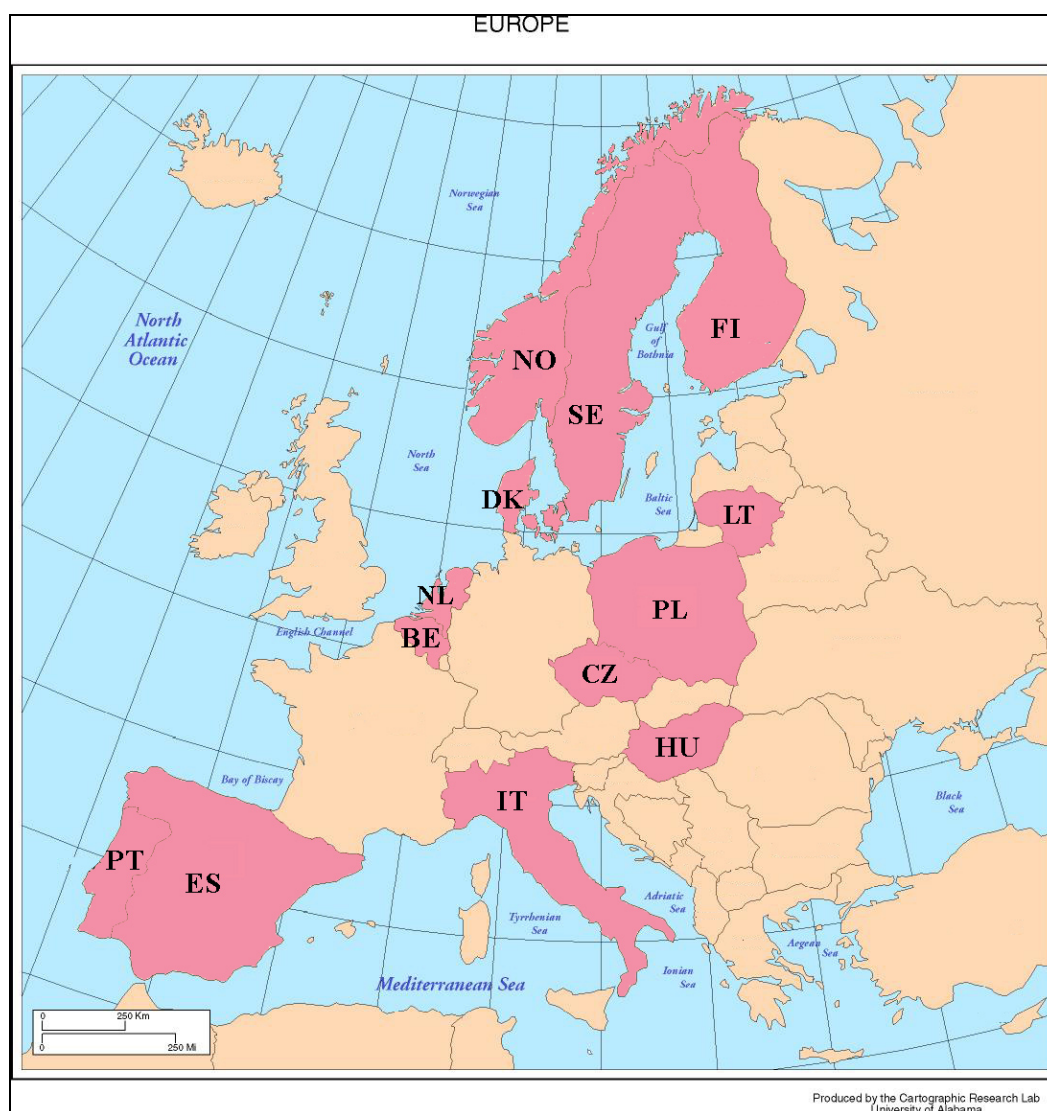 EUROPE
Norwegian
Sea
North
Atlantic
Ocean
FI
Gulf
of
Bothnia
NO
SE
North
Sea
DK
Baltic
Sea
LT
NL
PL
English Channel
BE
CZ
HU
Bay of Biscay
IT
Black
Sea
PT
ES
Adriatic
Sea
Tyrrhenian
Sea
Aegean
Sea
Ionian
Sea
Mediterranean Sea
0 250 Km
0 250 Mi
Produced by the Cartographic Research Lab
University of Alabama